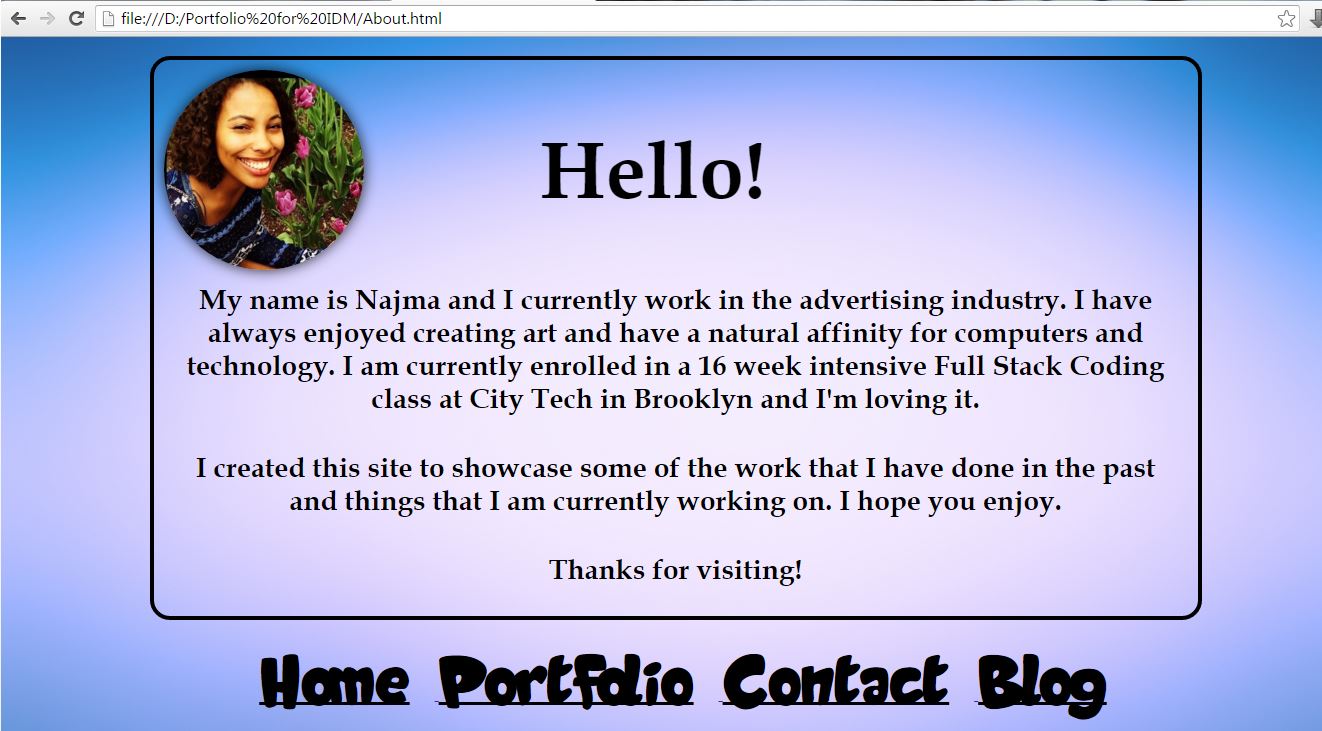 file:///D:/Portfolio%20for%20IDM/About.html
Hello!
My name is Najma and I currently work in the advertising industry. I have
always enjoyed creating art and have a natural affinity for computers and
technology. I am currently enrolled in a 16 week intensive Full Stack Coding
class at City Tech in Brooklyn and I'm loving it.
I created this site to showcase some of the work that I have done in the past
and things that I am currently working on. I hope you enjoy.
Thanks for visiting!
Home Portfolio Contact Blog